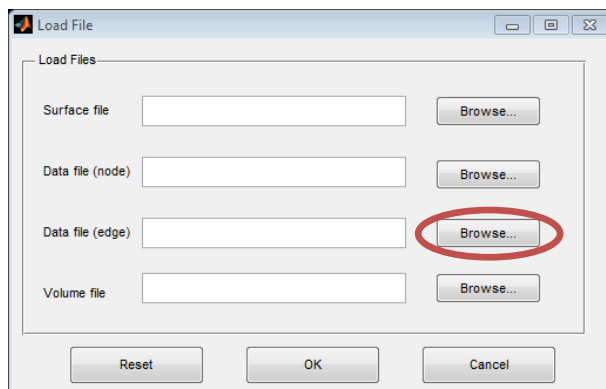 Load File
Load Files
Surface file
Browse...
Data file (node)
Browse...
Data file (edge)
Browse...
Volume file
Browse...
Reset
OK
Cancel